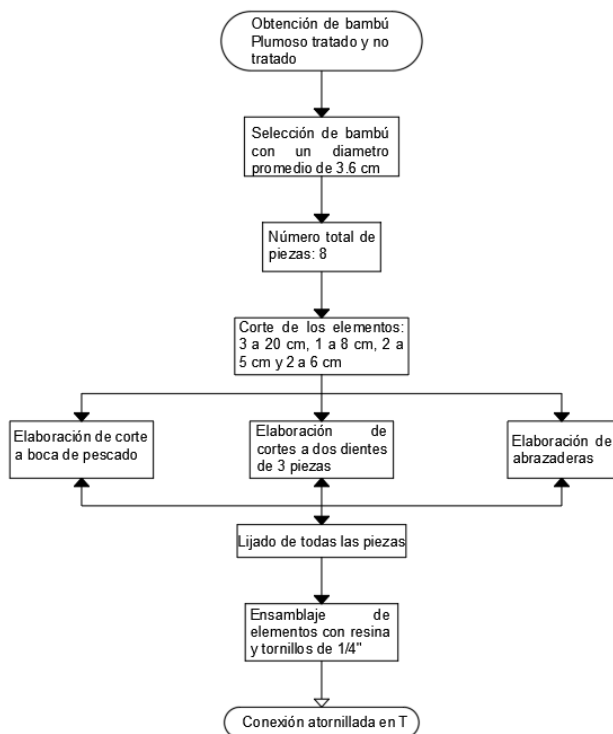 Obtención de bambú
Plumoso tratado y no
tratado
Selección de bambú
con un diametro
promedio de 3.6 cm
Número total de
piezas: 8
Corte de los elementos:
3 a 20 cm, 1 a 8 cm, 2 a
5 cm y 2 a 6 cm
Elaboración de corte
a boca de pescado
Elaboración de
cortes a dos dientes
de 3 piezas
Elaboración de
abrazaderas
Lijado de todas las piezas
Ensamblaje de
elementos con resina
y tornillos de 1/4"
Conexión atornillada en T